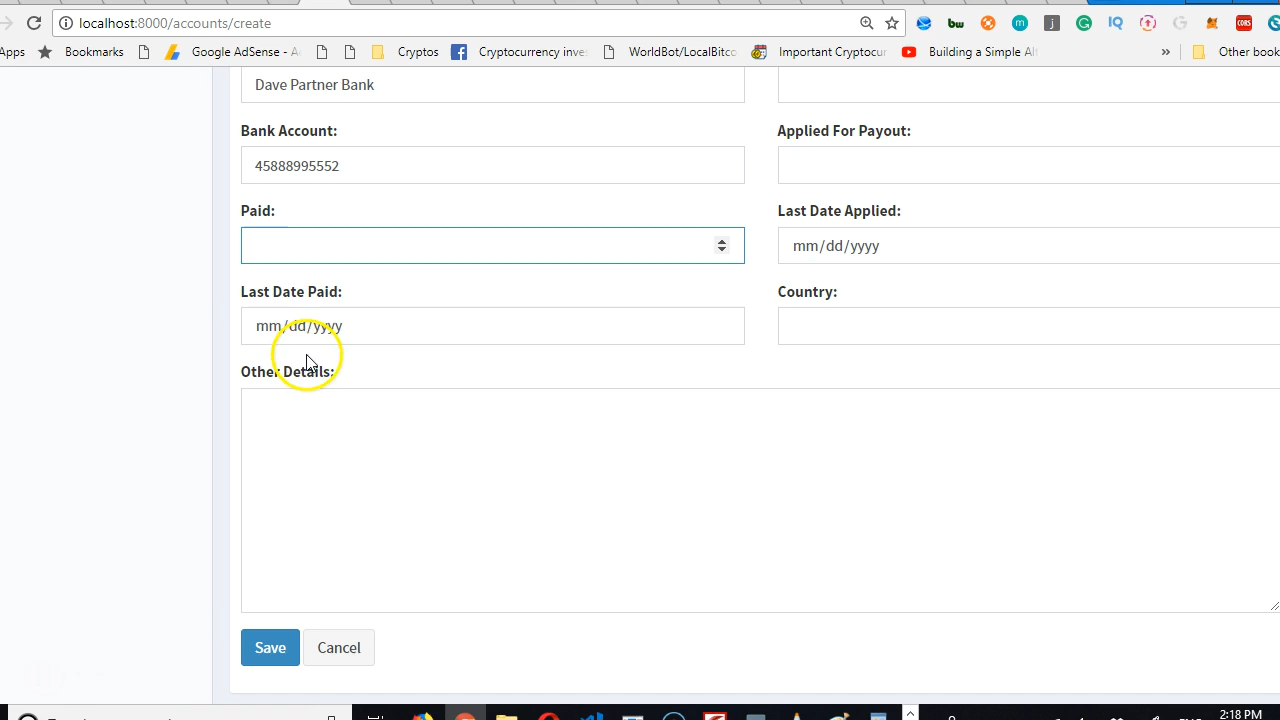 localhost:8000/accounts/create
Apps Bookmarks Google AdSense - Cryptos Cryptocurrency inve WorldBot/LocalBitco Important Cryptocur Building a Simple Al » Other book
Dave Partner Bank
Bank Account:
Applied For Payout:
45888995552
Paid:
Last Date Applied:
mm/dd/yyyy
Last Date Paid:
Country:
mm/dd/yyyy
Other Details:
Save
Cancel
2:18 PM